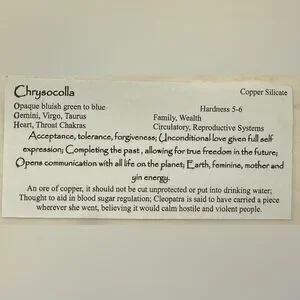 Chrysocolla Copper Silicate
Opaque bluish green to blue Hardness 5-6
Gemini, Virgo, Taurus Family, Wealth
Heart, Throat Chakras Circulatory, Reproductive Systems
Acceptance, tolerance, forgiveness; Unconditional love given full self
expression; Completing the past , allowing for true freedom in the future;
Opens communication with all life on the planet; Earth, feminine, mother and
yin energy.
An ore of copper, it should not be cut unprotected or put into drinking water;
Thought to aid in blood sugar regulation; Cleopatra is said to have carried a piece
wherever she went, believing it would calm hostile and violent people.